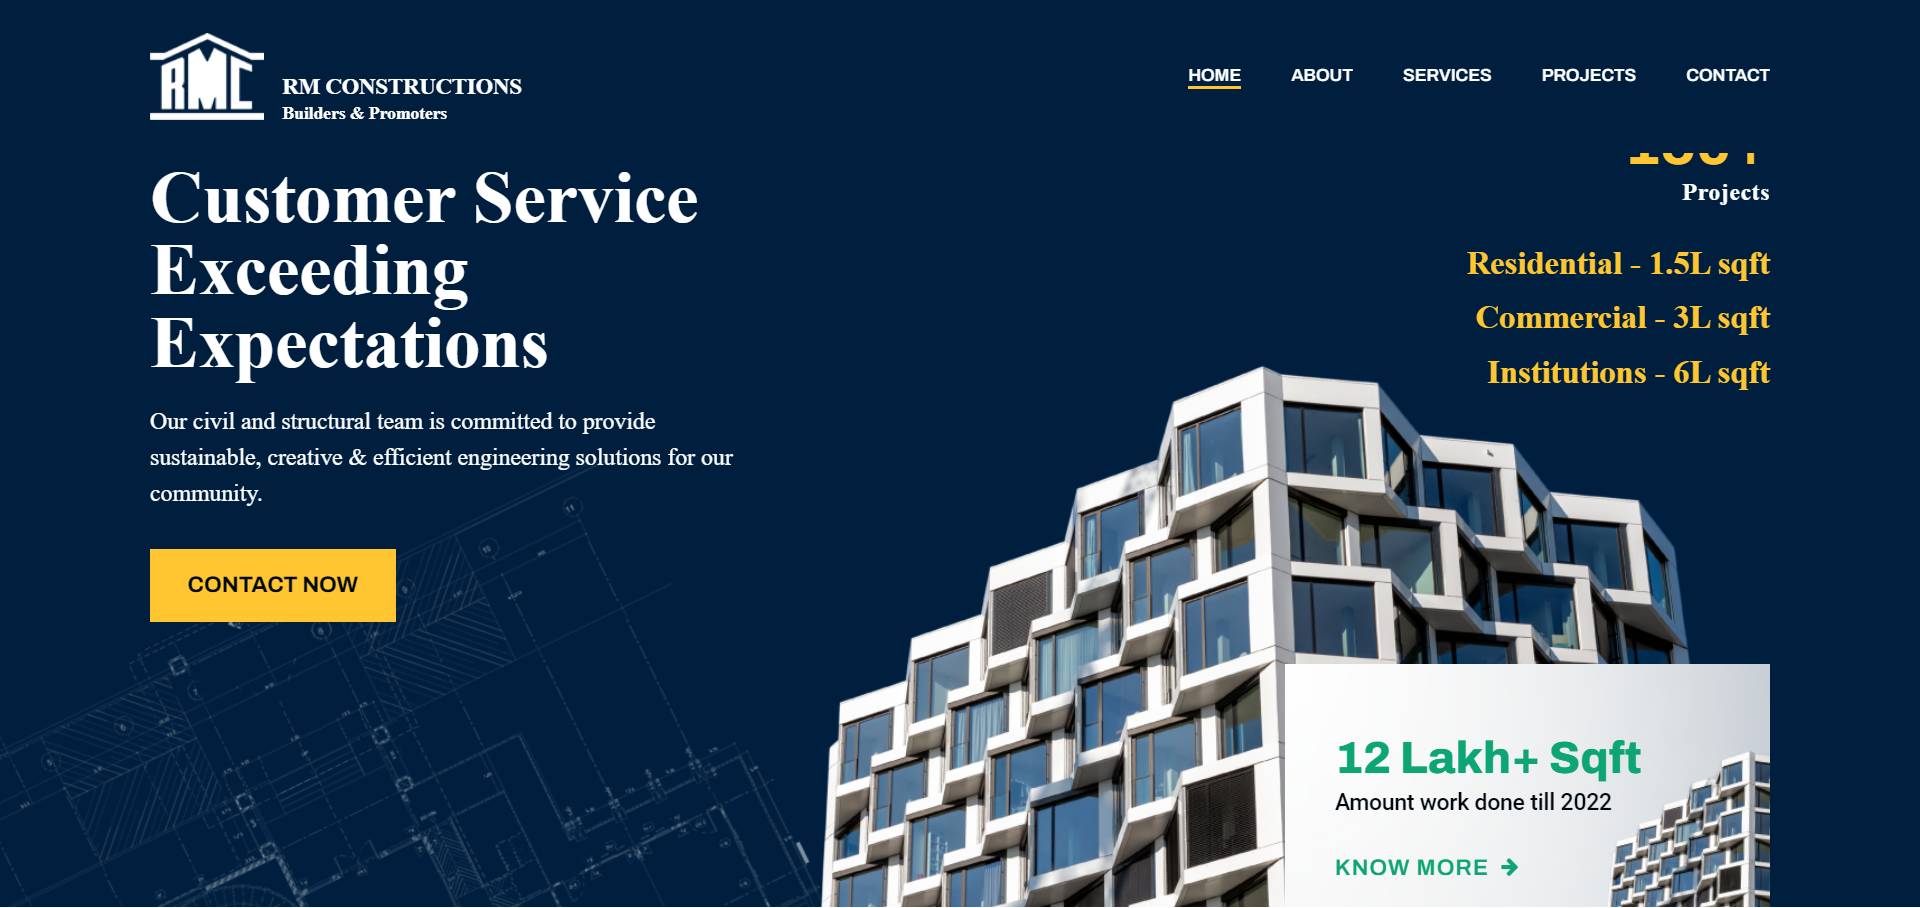 RMC
RM CONSTRUCTIONS
Builders & Promoters
HOME
ABOUT
SERVICES
PROJECTS
CONTACT
Customer Service
Exceeding
Expectations
Our civil and structural team is committed to provide
sustainable, creative & efficient engineering solutions for our
community.
CONTACT NOW
Projects
Residential - 1.5L sqft
Commercial - 3L sqft
Institutions - 6L sqft
12 Lakh+ Sqft
Amount work done till 2022
KNOW MORE